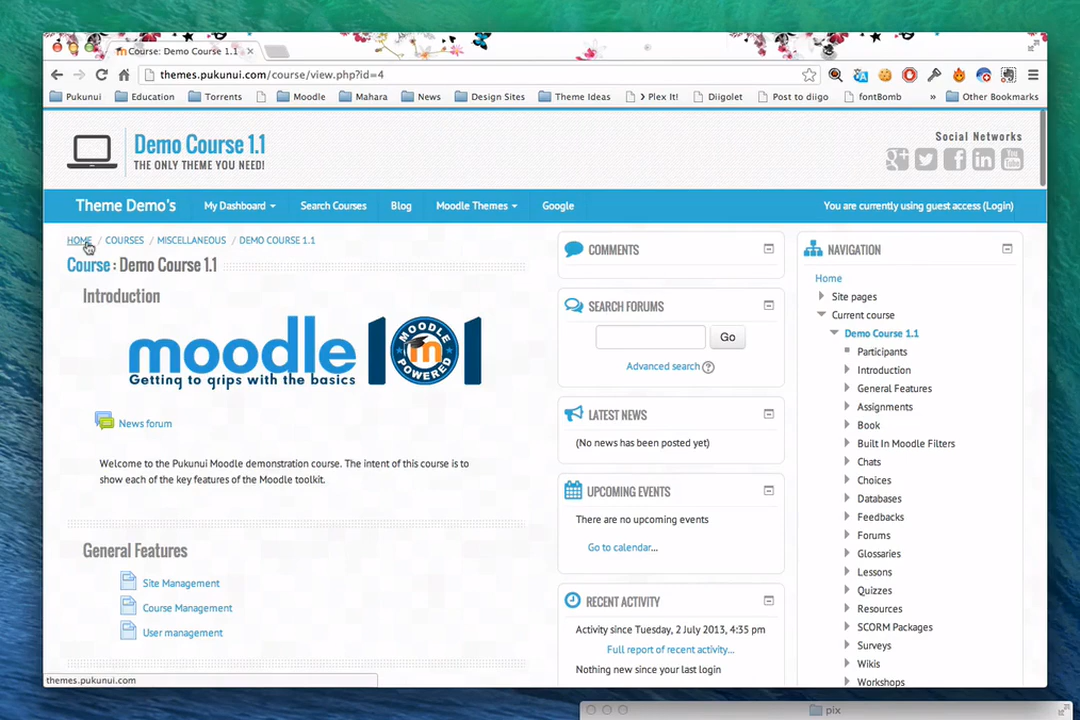 Course: Demo Course 1.1
themes.pukunui.com/course/view.php?id=4
Pukunui Education Torrents Moodle Mahara News Design Sites Theme Ideas > Plex It! Diigolet Post to diigo fontBomb » Other Bookmarks
Demo Course 1.1
THE ONLY THEME YOU NEED!
Social Networks
g+ f in You Tube
Theme Demo's My Dashboard Search Courses Blog Moodle Themes Google You are currently using guest access (Login)
HOME / COURSES / MISCELLANEOUS / DEMO COURSE 1.1
Course : Demo Course 1.1
Introduction
moodle 101
MOODLE POWERED
Getting to grips with the basics
News forum
Welcome to the Pukunui Moodle demonstration course. The intent of this course is to
show each of the key features of the Moodle toolkit.
General Features
Site Management
Course Management
User management
COMMENTS
SEARCH FORUMS
Go
Advanced search ?
LATEST NEWS
(No news has been posted yet)
UPCOMING EVENTS
There are no upcoming events
Go to calendar...
RECENT ACTIVITY
Activity since Tuesday, 2 July 2013, 4:35 pm
Full report of recent activity...
Nothing new since your last login
NAVIGATION
Home
Site pages
Current course
Demo Course 1.1
Participants
Introduction
General Features
Assignments
Book
Built In Moodle Filters
Chats
Choices
Databases
Feedbacks
Forums
Glossaries
Lessons
Quizzes
Resources
SCORM Packages
Surveys
Wikis
Workshops
themes.pukunui.com
pix